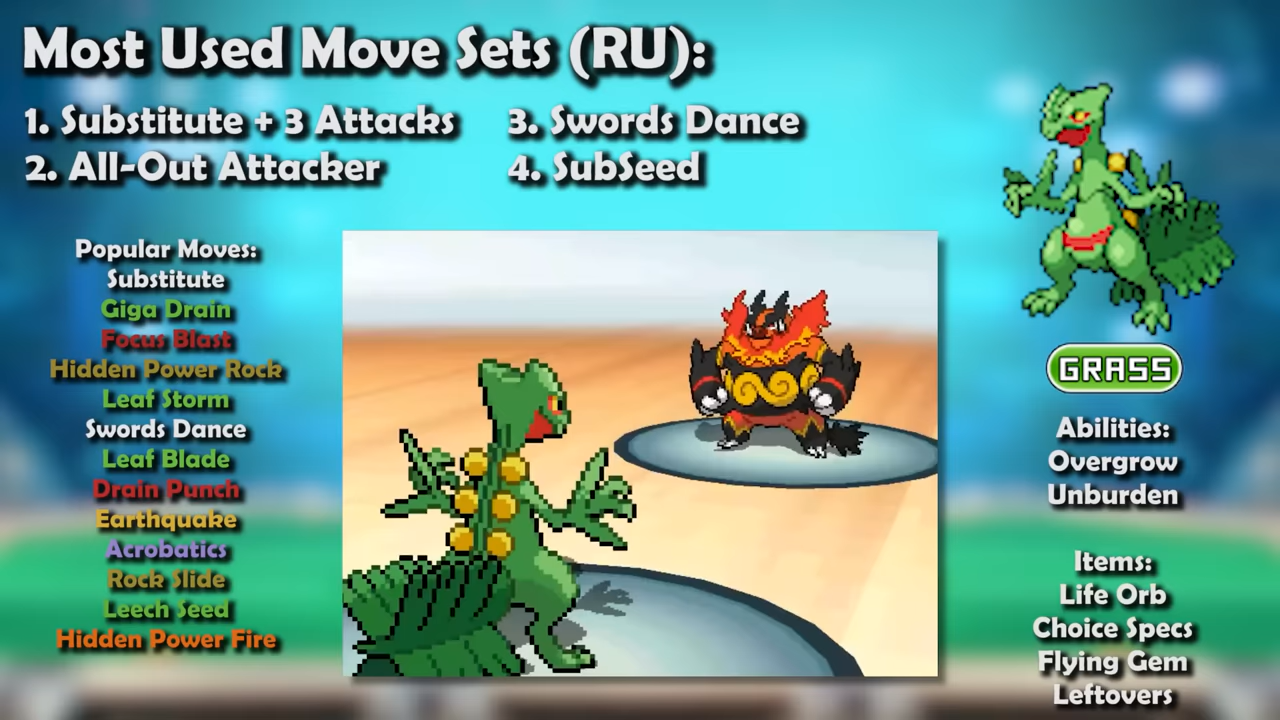 Most Used Move Sets (RU):
1. Substitute + 3 Attacks
2. All-Out Attacker
3. Swords Dance
4. SubSeed
Popular Moves:
Substitute
Giga Drain
Focus Blast
Hidden Power Rock
Leaf Storm
Swords Dance
Leaf Blade
Drain Punch
Earthquake
Acrobatics
Rock Slide
Leech Seed
Hidden Power Fire
GRASS
Abilities:
Overgrow
Unburden
Items:
Life Orb
Choice Specs
Flying Gem
Leftovers